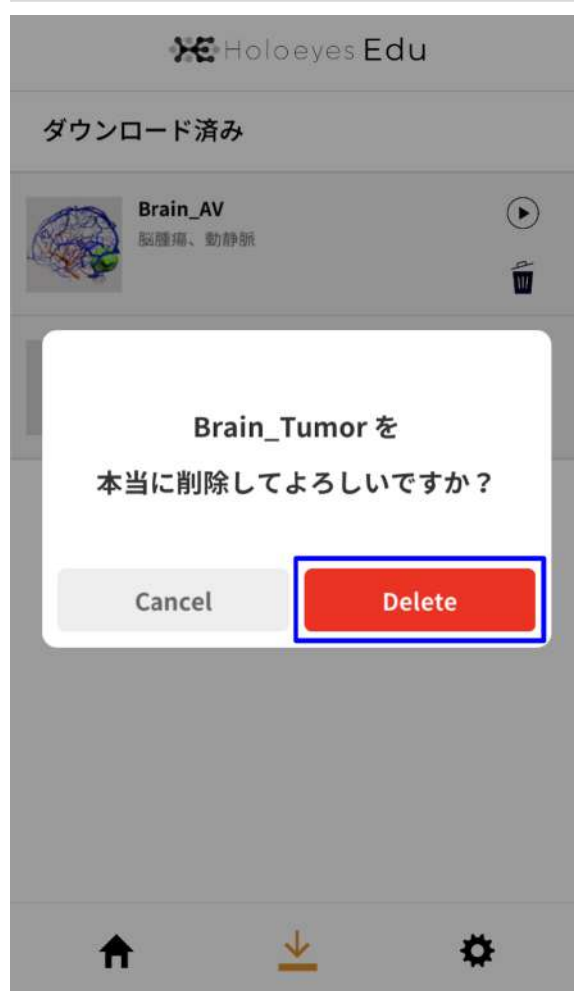 Holoeyes Edu
ダウンロード済み
Brain_AV
脳腫瘍、動静脈
Brain_Tumor を
本当に削除してよろしいですか？
Cancel
Delete